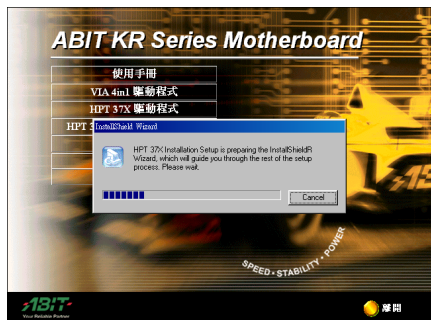 ABIT KR Series Motherboard
使用手冊
VIA 4in1 驅動程式
HPT 37X 驅動程式
HPT 3
InstallShield Wizard
HPT 37X Installation Setup is preparing the InstallShieldR
Wizard, which will guide you through the rest of the setup
process. Please wait.
Cancel
SPEED • STABILITY • POWER
ABIT
Your Reliable Partner
離開